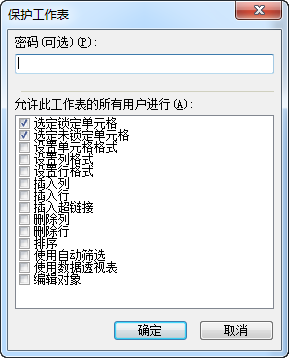 保护工作表
密码(可选)(P):
允许此工作表的所有用户进行(A):
选定锁定单元格
选定未锁定单元格
设置单元格格式
设置列格式
设置行格式
插入列
插入行
插入超链接
删除列
删除行
排序
使用自动筛选
使用数据透视表
编辑对象
确定
取消